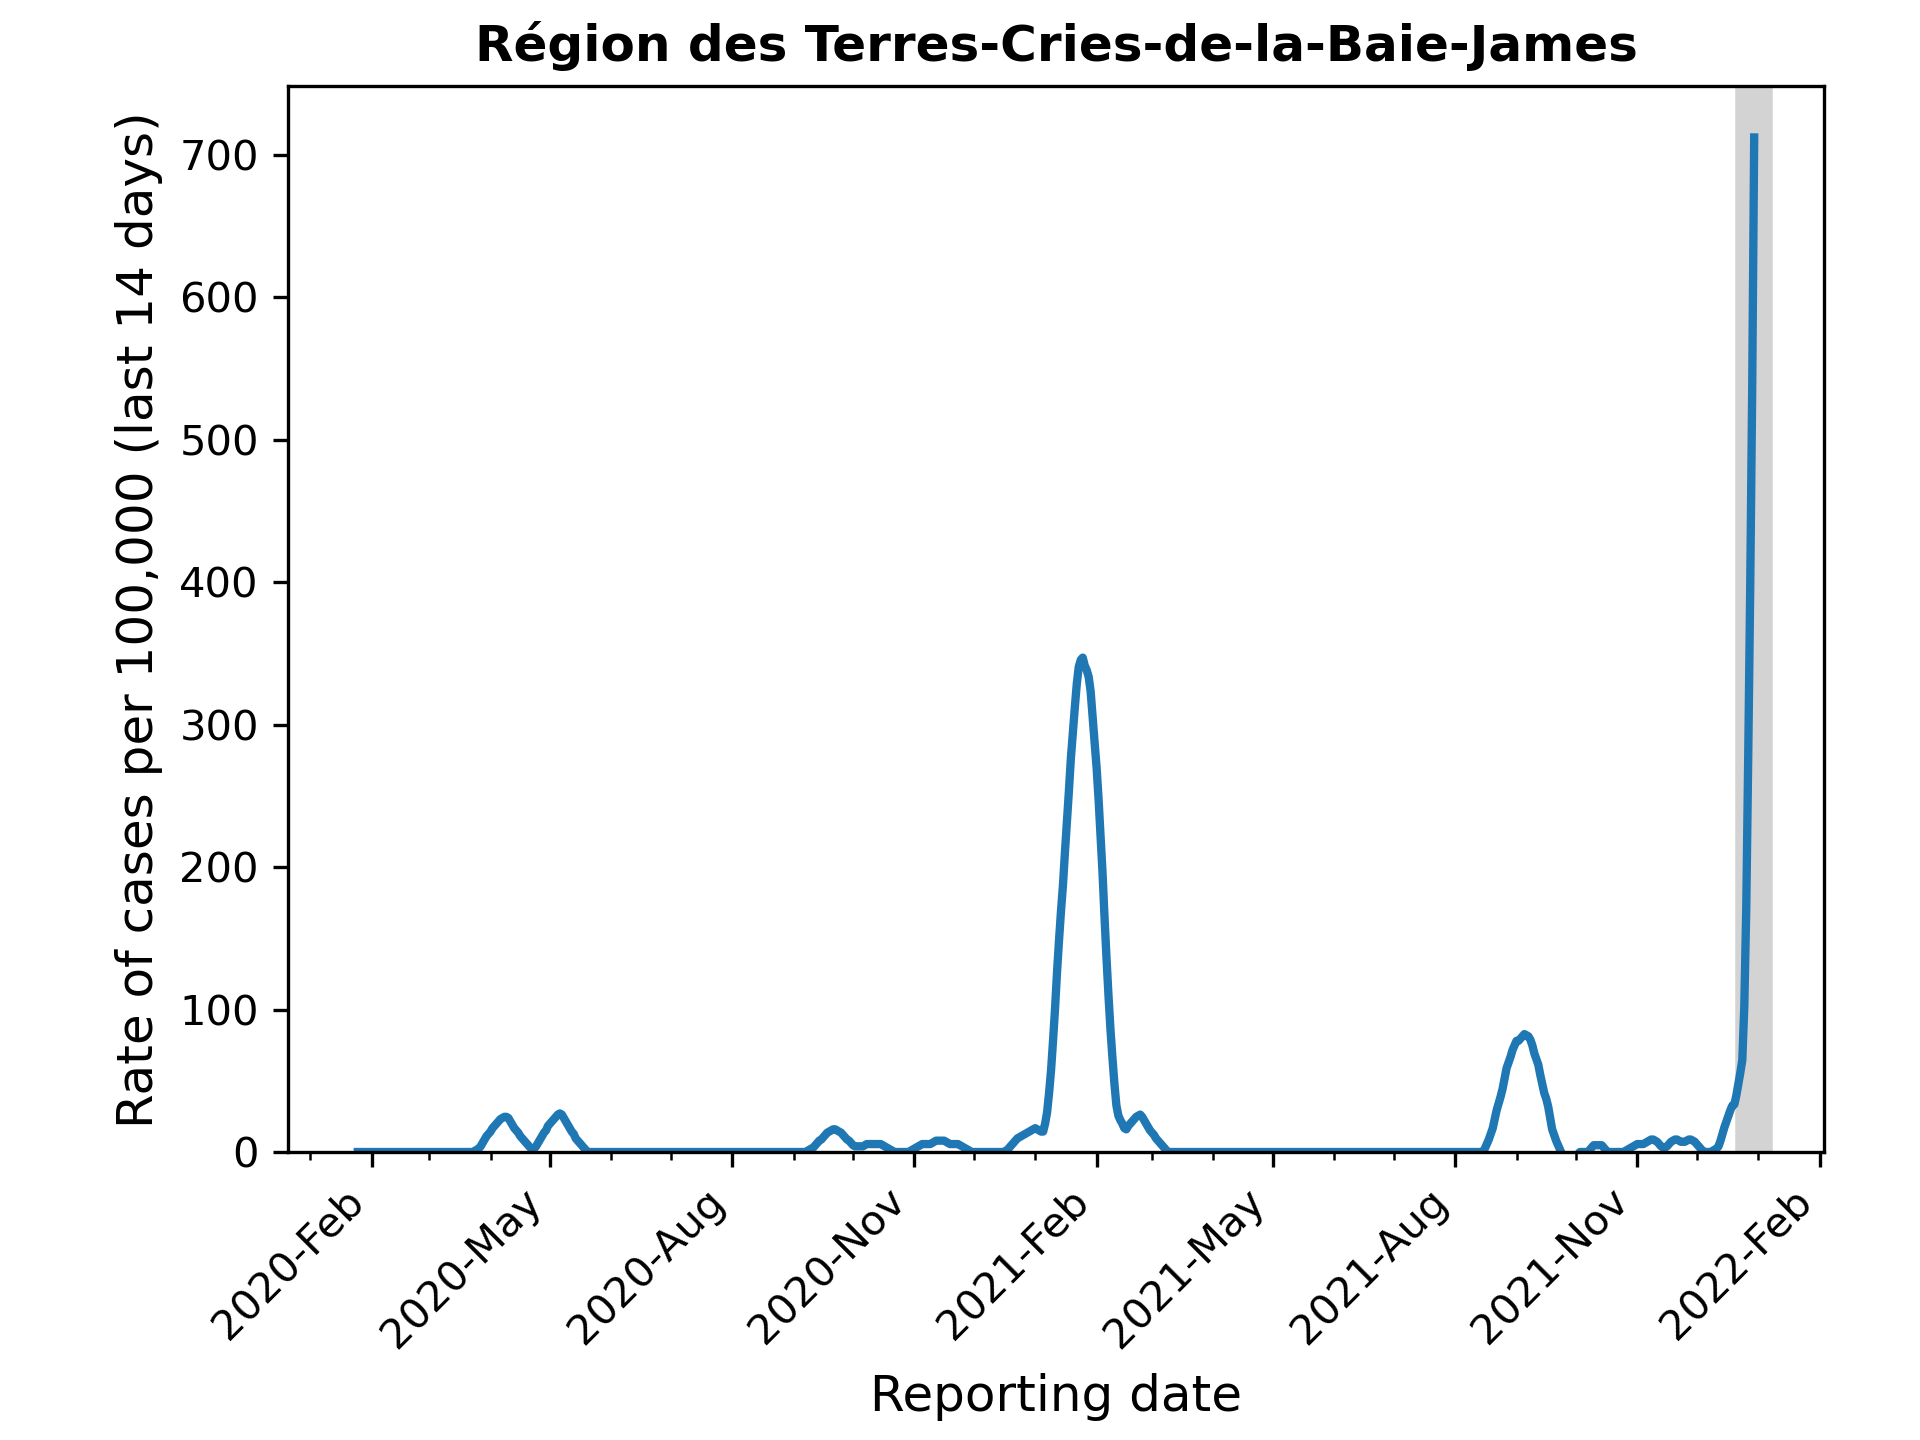 Région des Terres-Cries-de-la-Baie-James
Rate of cases per 100,000 (last 14 days)
700
600
500
400
300
200
100
0
2020-Feb
2020-May
2020-Aug
2020-Nov
2021-Feb
2021-May
2021-Aug
2021-Nov
2022-Feb
Reporting date